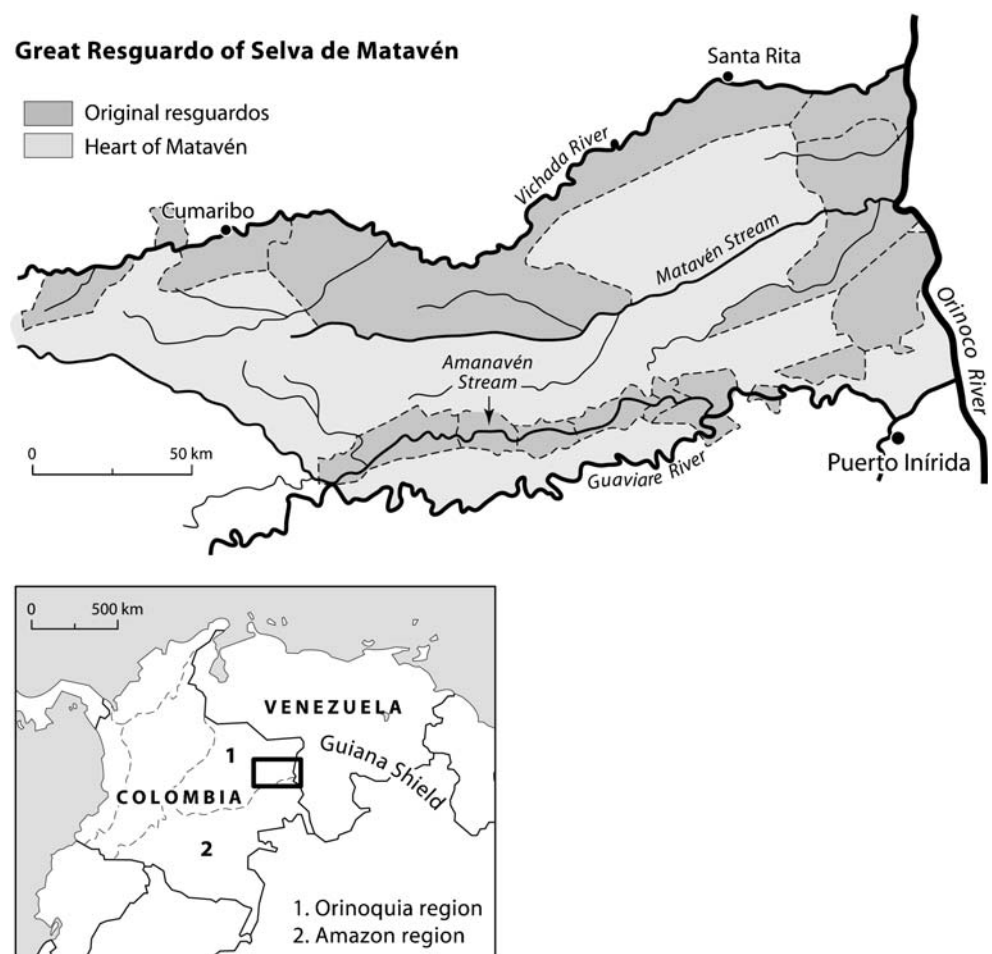 Great Resguardo of Selva de Matavén
Original resguardos
Heart of Matavén
Santa Rita
Vichada River
Cumaribo
Matavén Stream
Orinoco River
Amanavén
Stream
0 50 km
Guaviare River
Puerto Inírida
0 500 km
VENEZUELA
Guiana Shield
1
COLOMBIA
2
1. Orinoquia region
2. Amazon region